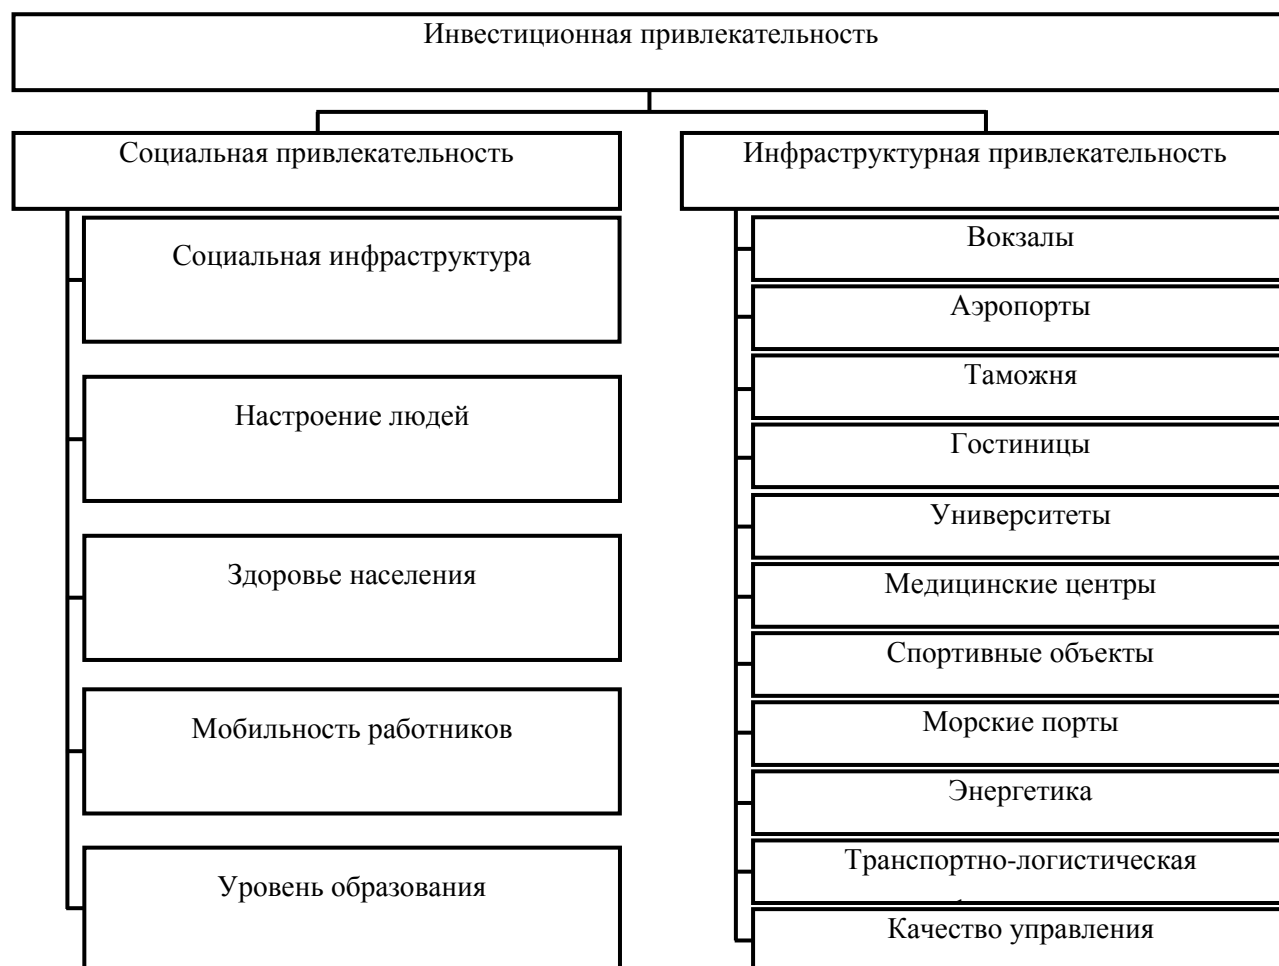 Инвестиционная привлекательность
Социальная привлекательность
Социальная инфраструктура
Настроение людей
Здоровье населения
Мобильность работников
Уровень образования
Инфраструктурная привлекательность
Вокзалы
Аэропорты
Таможня
Гостиницы
Университеты
Медицинские центры
Спортивные объекты
Морские порты
Энергетика
Транспортно-логистическая
Качество управления